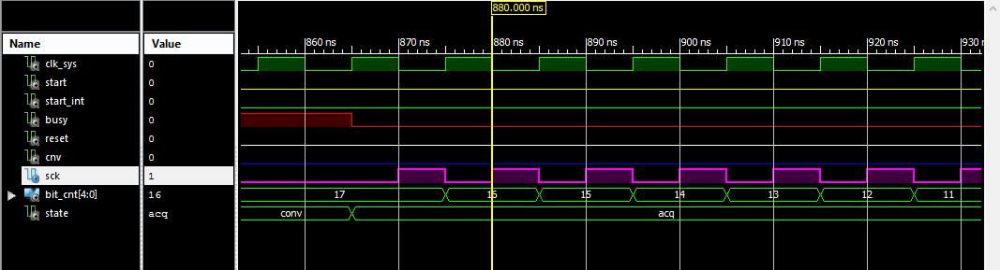 880.000 ns
Name Value
860 ns 870 ns 880 ns 890 ns 900 ns 910 ns 920 ns 930 n
clk_sys 0
start 0
start_int 0
busy 0
reset 0
cnv 0
sck 1
bit_cnt[4:0] 16 17 16 15 14 13 12 11
state acq conv acq